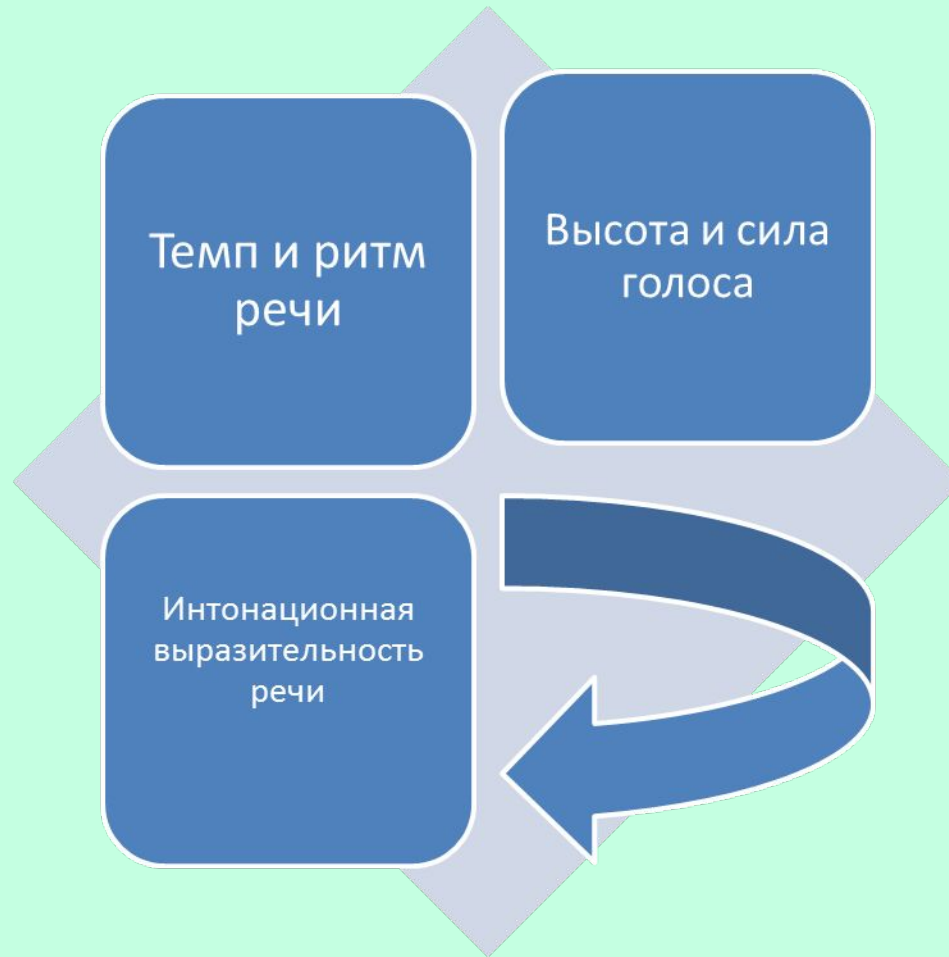 Темп и ритм
речи
Высота и сила
голоса
Интонационная
выразительность
речи